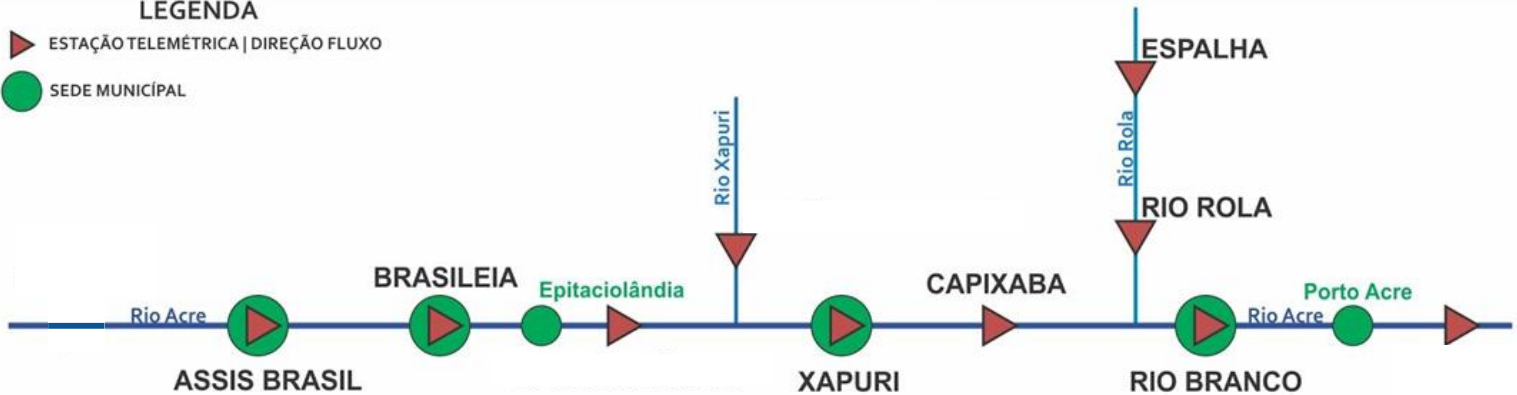 LEGENDA
ESTAÇÃO TELEMÉTRICA | DIREÇÃO FLUXO
SEDE MUNICÍPAL
ESPALHA
Rio Xapuri
Rio Rola
RIO ROLA
BRASILEIA
Epitaciolândia
CAPIXABA
Porto Acre
Rio Acre
Rio Acre
ASSIS BRASIL
XAPURI
RIO BRANCO